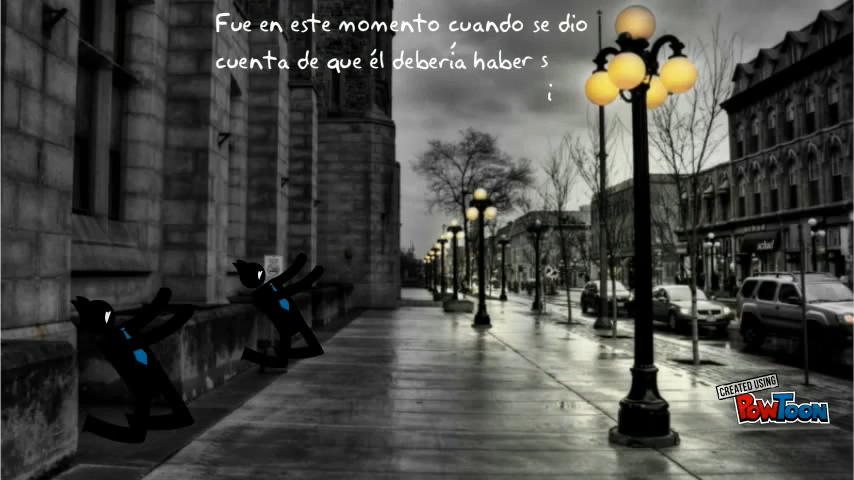 Fue en este momento cuando se dio
cuenta de que él debería haber s
i
CREATED USING
POWTOON